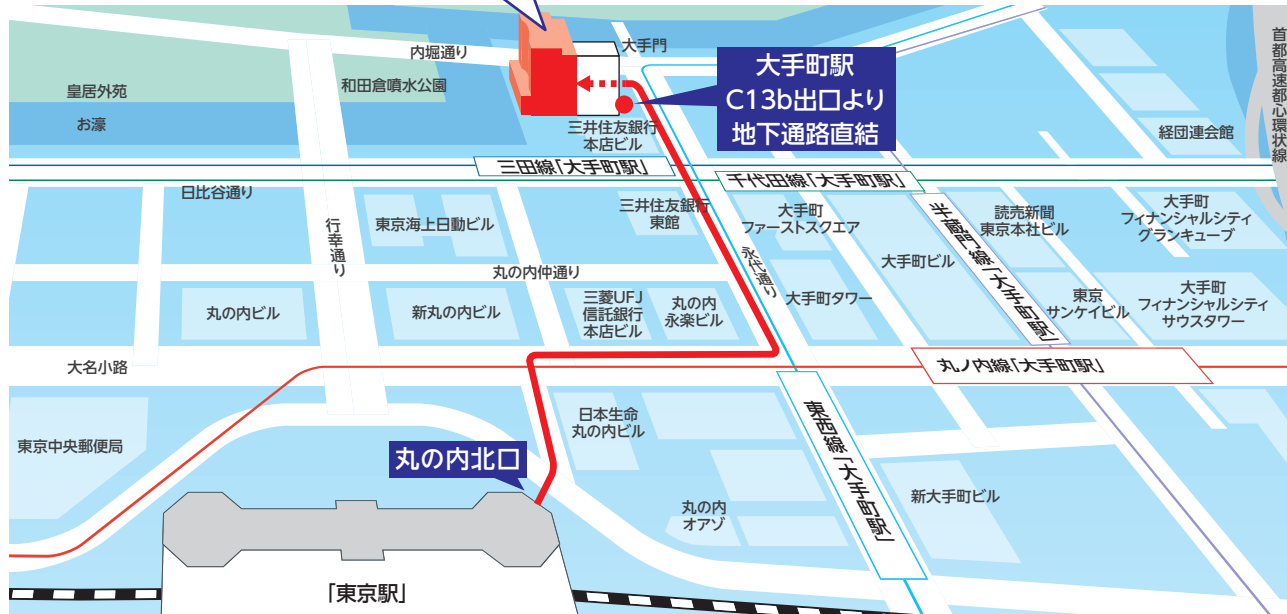 内堀通り
大手門
首都高速都心環状線
皇居外苑
お濠
和田倉噴水公園
大手町駅
C13b出口より
地下通路直結
三井住友銀行
本店ビル
経団連会館
三田線「大手町駅」
千代田線「大手町駅」
日比谷通り
行幸通り
東京海上日動ビル
三井住友銀行
東館
大手町
ファーストスクエア
半蔵門線「大手町駅」
読売新聞
東京本社ビル
大手町
フィナンシャルシティ
グランキューブ
永代通り
大手町ビル
丸の内仲通り
丸の内ビル
新丸の内ビル
三菱UFJ
信託銀行
本店ビル
丸の内
永楽ビル
大手町タワー
東京
サンケイビル
大手町
フィナンシャルシティ
サウスタワー
大名小路
丸ノ内線「大手町駅」
東京中央郵便局
丸の内北口
日本生命
丸の内ビル
東西線「大手町駅」
丸の内
オアゾ
新大手町ビル
「東京駅」